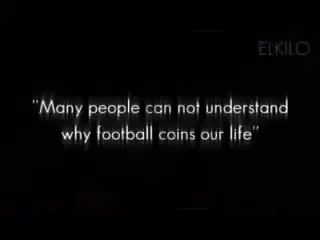 ELKILO
"Many people can not understand
why football coins our life"